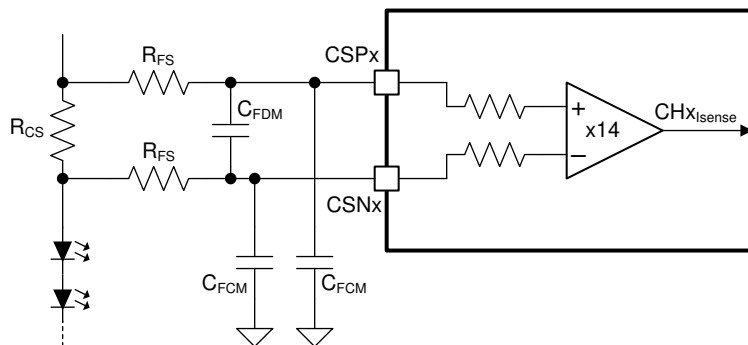 R_FS
CSPx
R_CS
C_FDM
+
x14
−
CHx_Isense
R_FS
CSNx
C_FCM
C_FCM